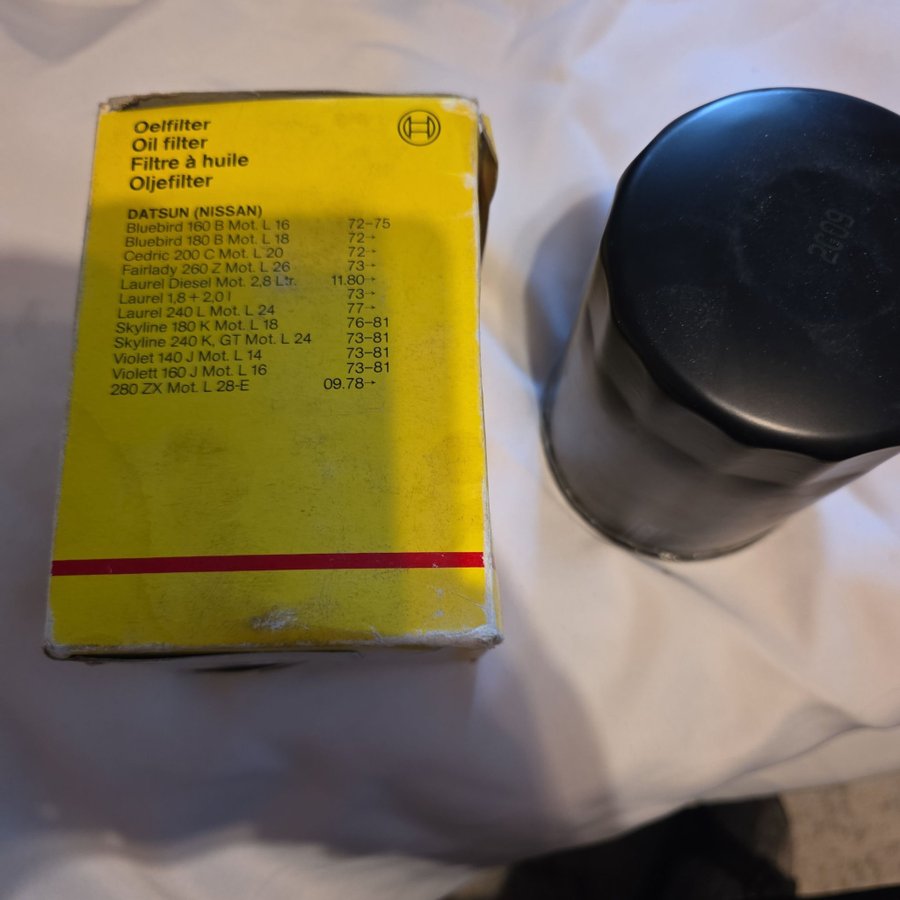 Oelfilter
Oil filter
Filtre à huile
Oljefilter
DATSUN (NISSAN)
Bluebird 160 B Mot. L 16 72-75
Bluebird 180 B Mot. L 18 72→
Cedric 200 C Mot. L 20 72→
Fairlady 260 Z Mot. L 26 73→
Laurel Diesel Mot. 2,8 Ltr. 11.80→
Laurel 1,8 + 2,0 l 73→
Laurel 240 L Mot. L 24 77→
Skyline 180 K Mot. L 18 76-81
Skyline 240 K, GT Mot. L 24 73-81
Violet 140 J Mot. L 14 73-81
Violett 160 J Mot. L 16 73-81
280 ZX Mot. L 28-E 09.78→